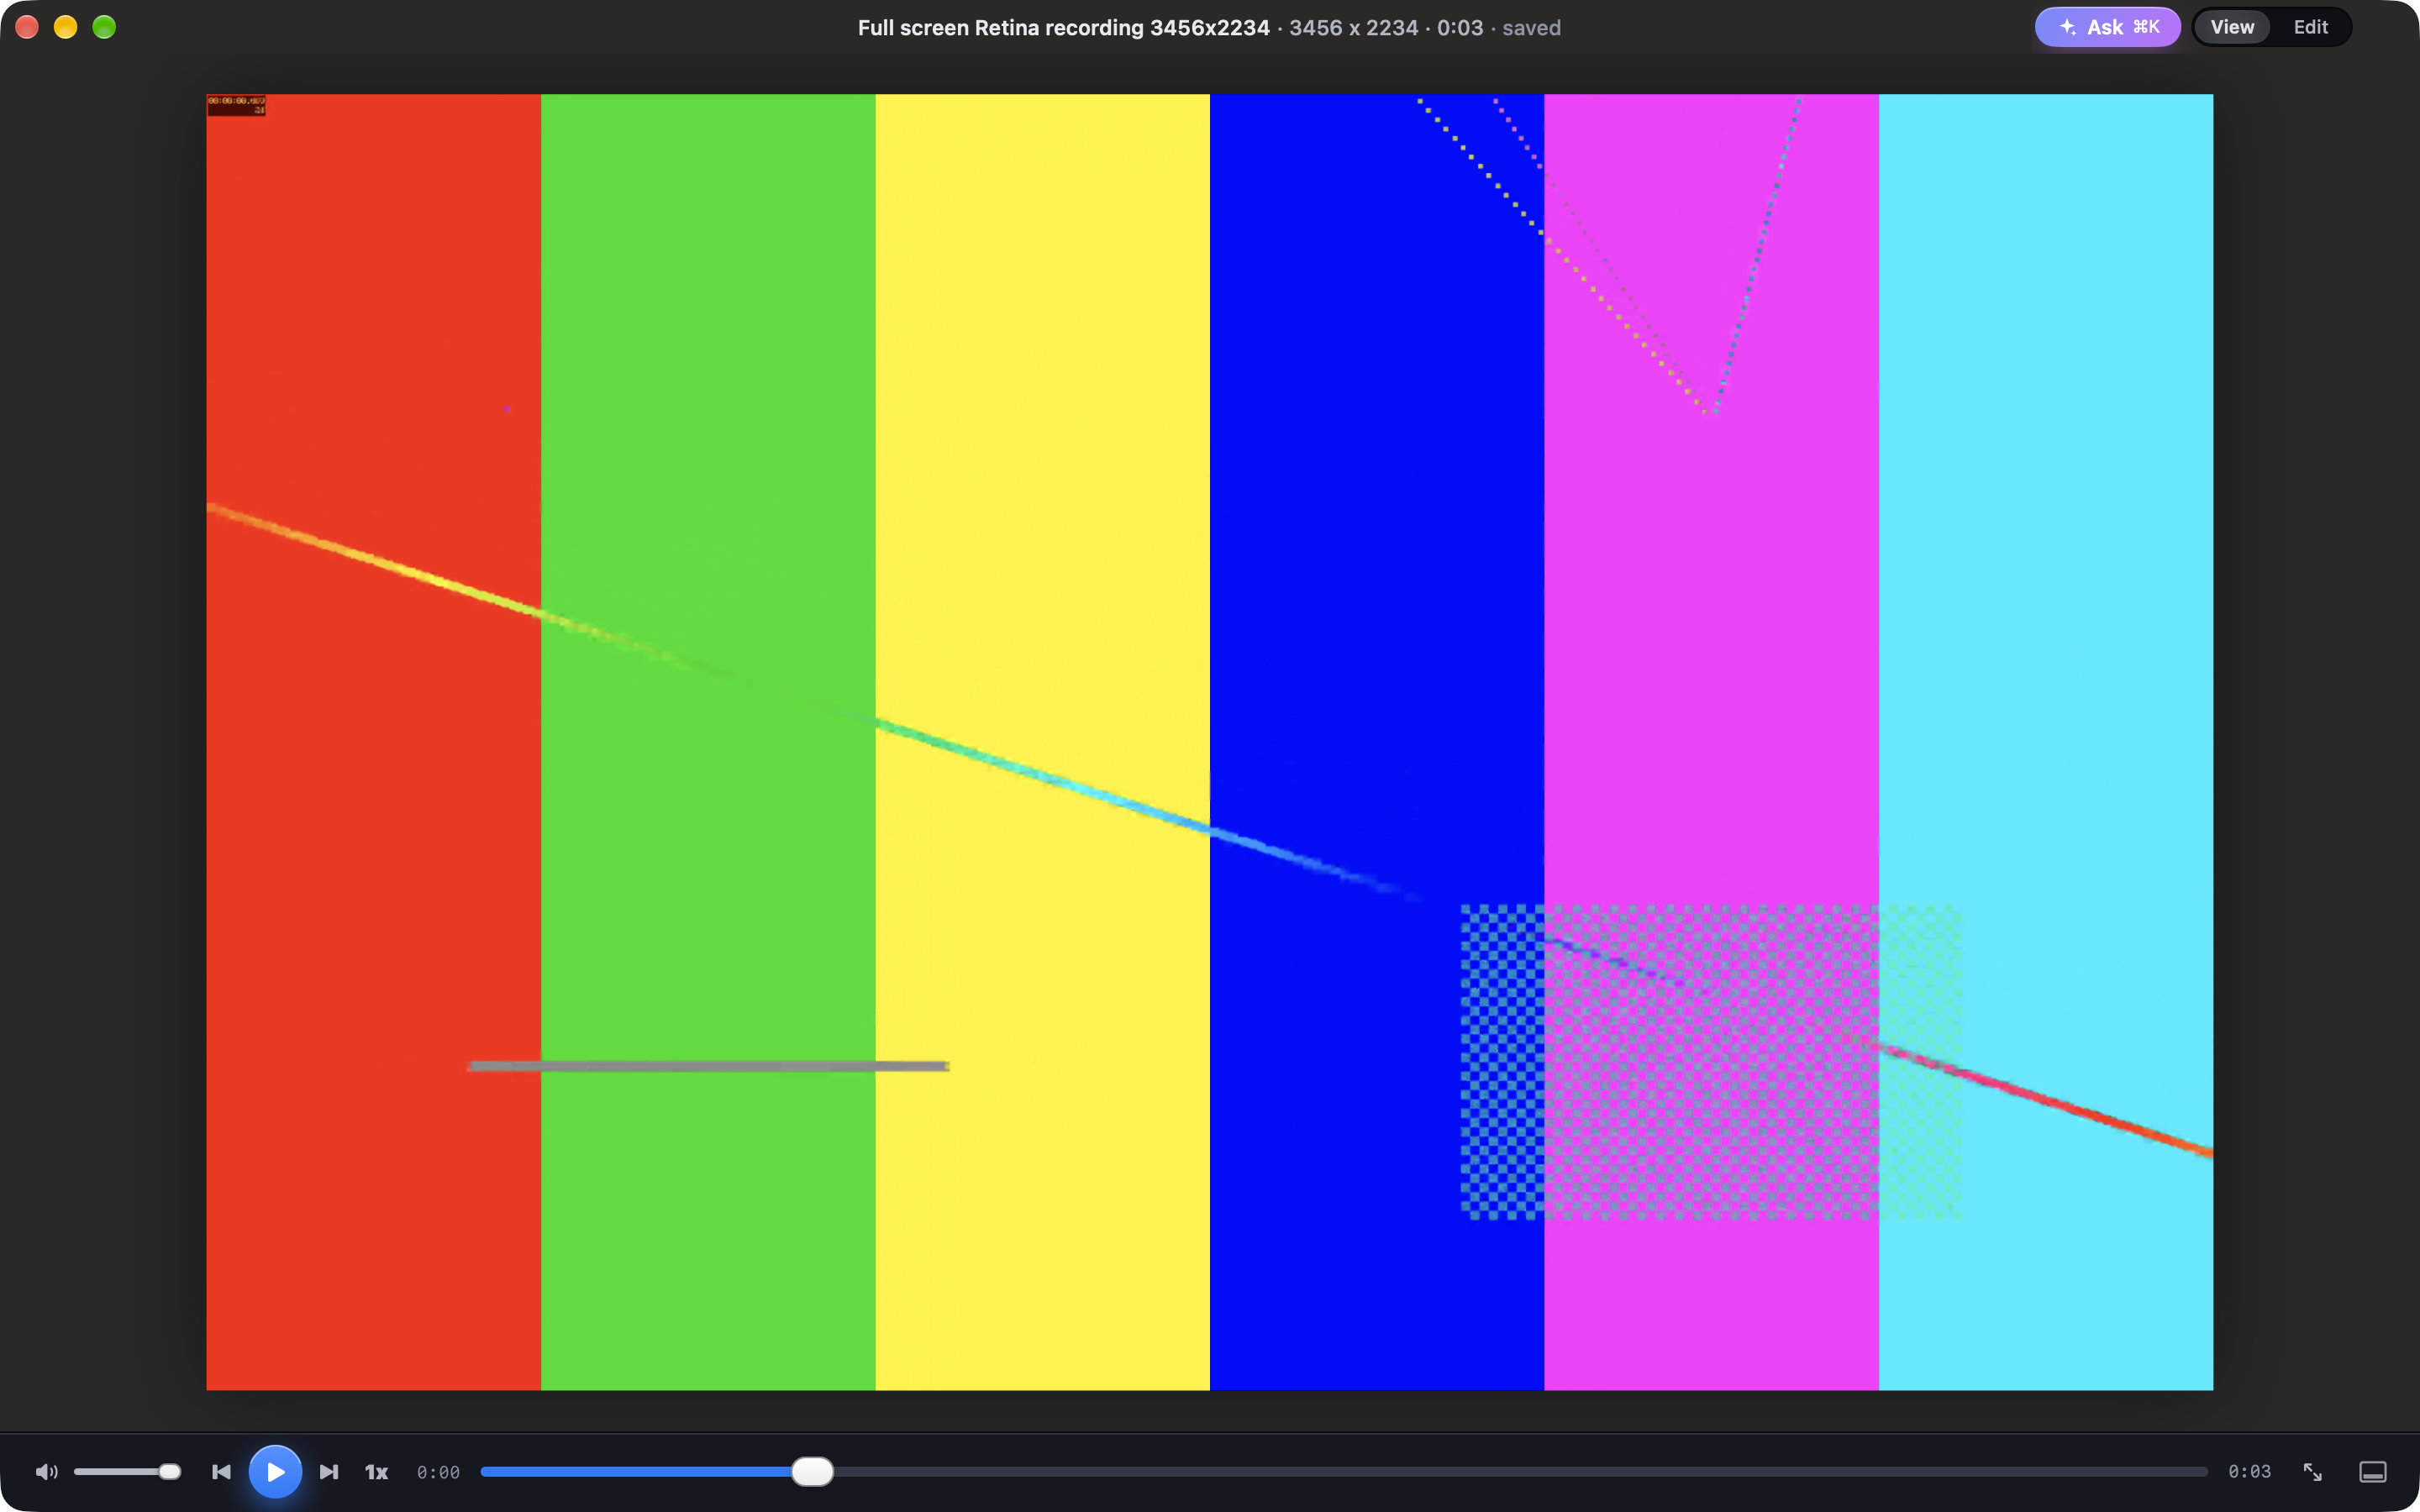 Full screen Retina recording 3456x2234 · 3456 x 2234 · 0:03 · saved
Ask ⌘K
View
Edit
1x
0:00
0:03